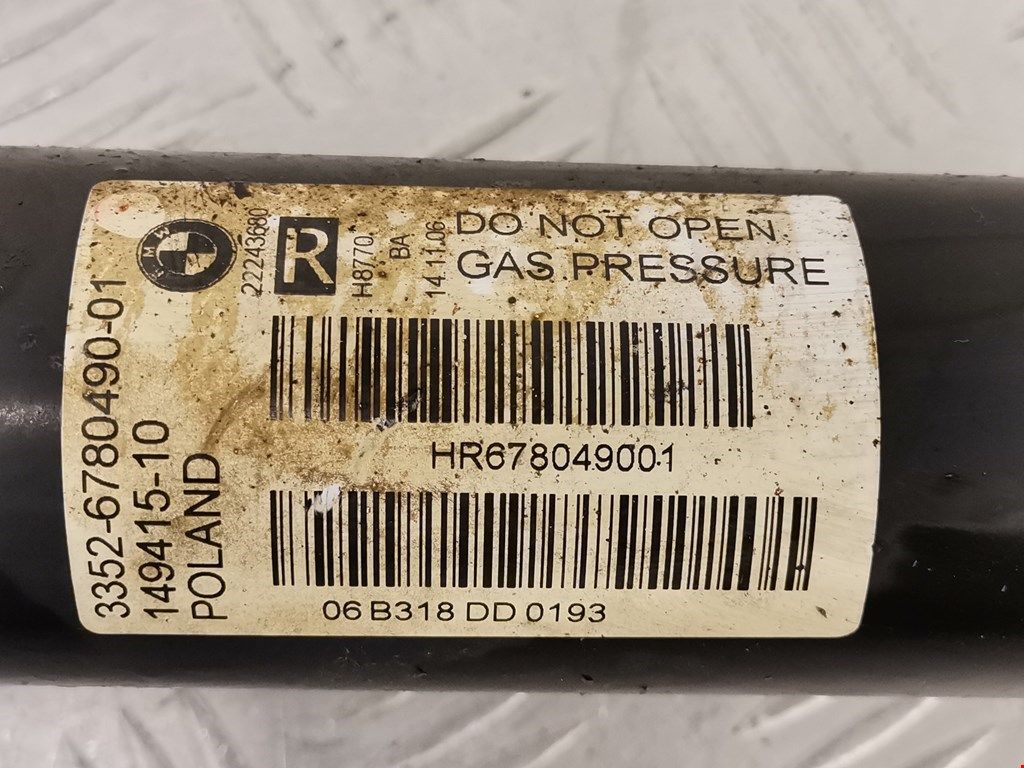 BMW
22243680
R
H8770
BA
14.11.06
DO NOT OPEN
GAS PRESSURE
3352-6780490-01
149415-10
POLAND
HR678049001
06 B318 DD 0193